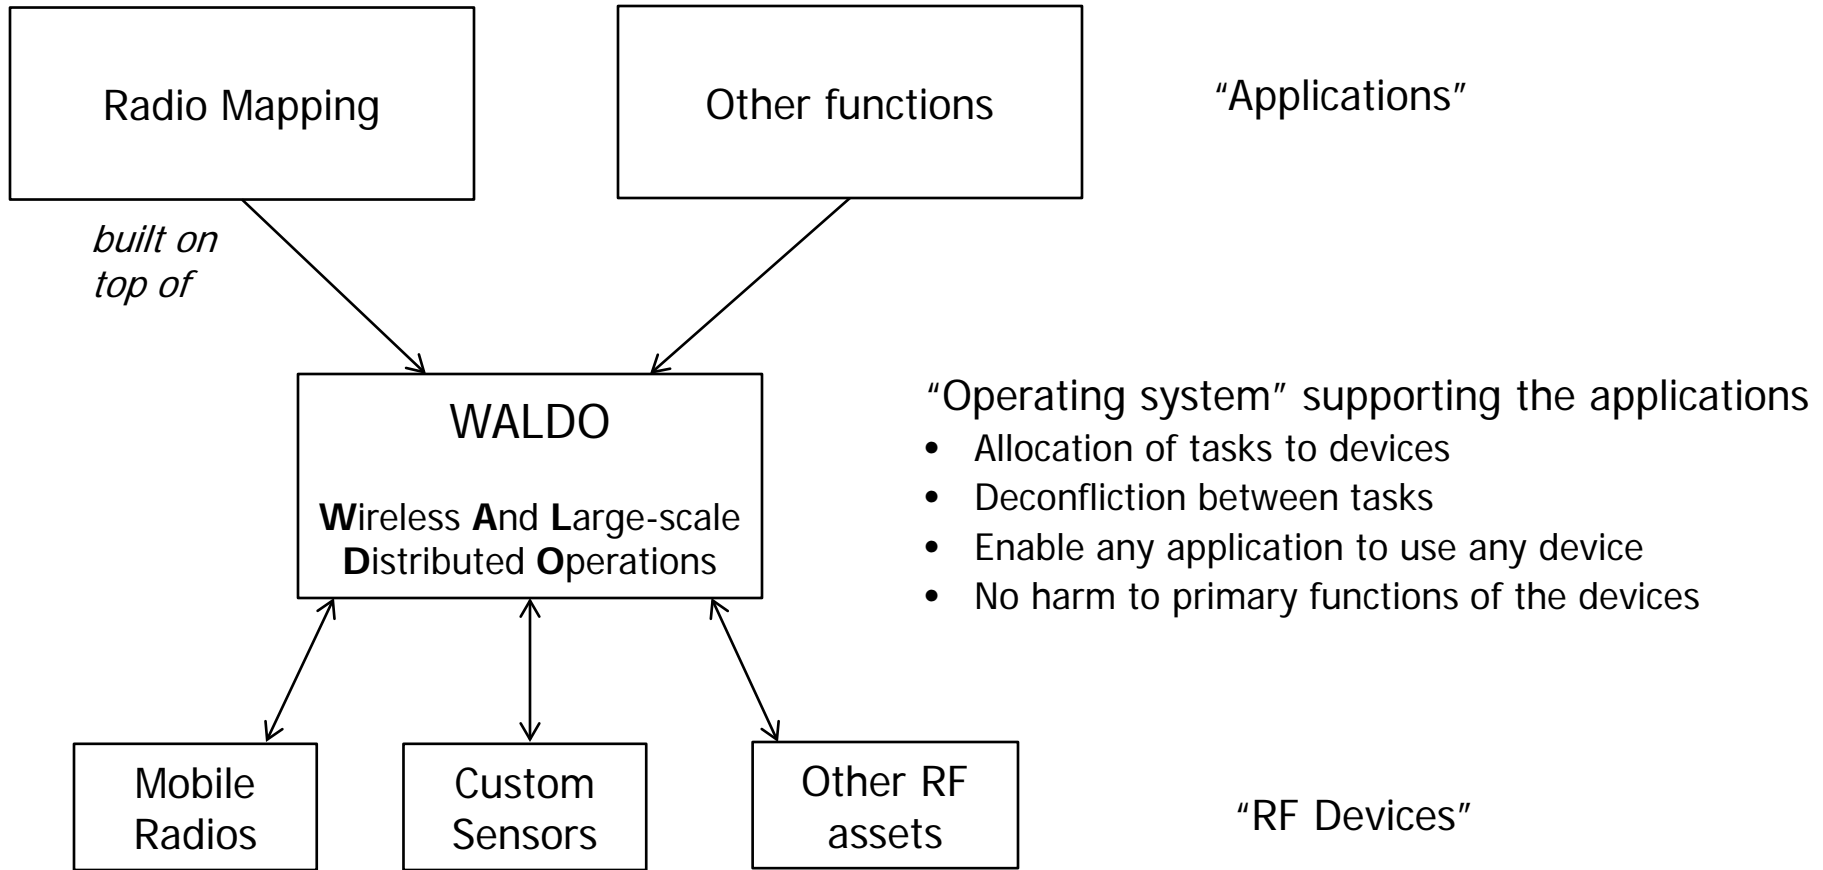 Radio Mapping
Other functions
“Applications”
built on
top of
WALDO
Wireless And Large-scale
Distributed Operations
“Operating system” supporting the applications
• Allocation of tasks to devices
• Deconfliction between tasks
• Enable any application to use any device
• No harm to primary functions of the devices
Mobile
Radios
Custom
Sensors
Other RF
assets
“RF Devices”